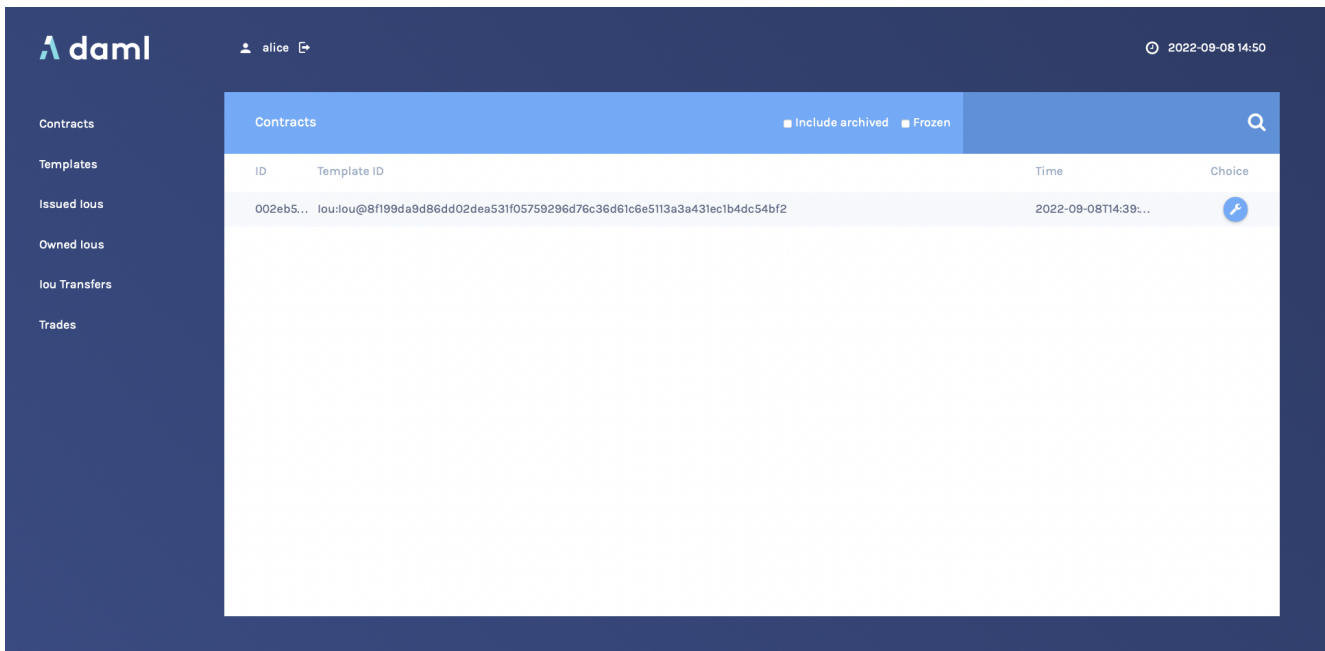 daml
alice
2022-09-08 14:50
Contracts
Templates
Issued Ious
Owned Ious
Iou Transfers
Trades
Contracts
Include archived
Frozen
ID Template ID Time Choice
002eb5... Iou:Iou@8f199da9d86dd02dea531f05759296d76c36d61c6e5113a3a431ec1b4dc54bf2 2022-09-08T14:39:...